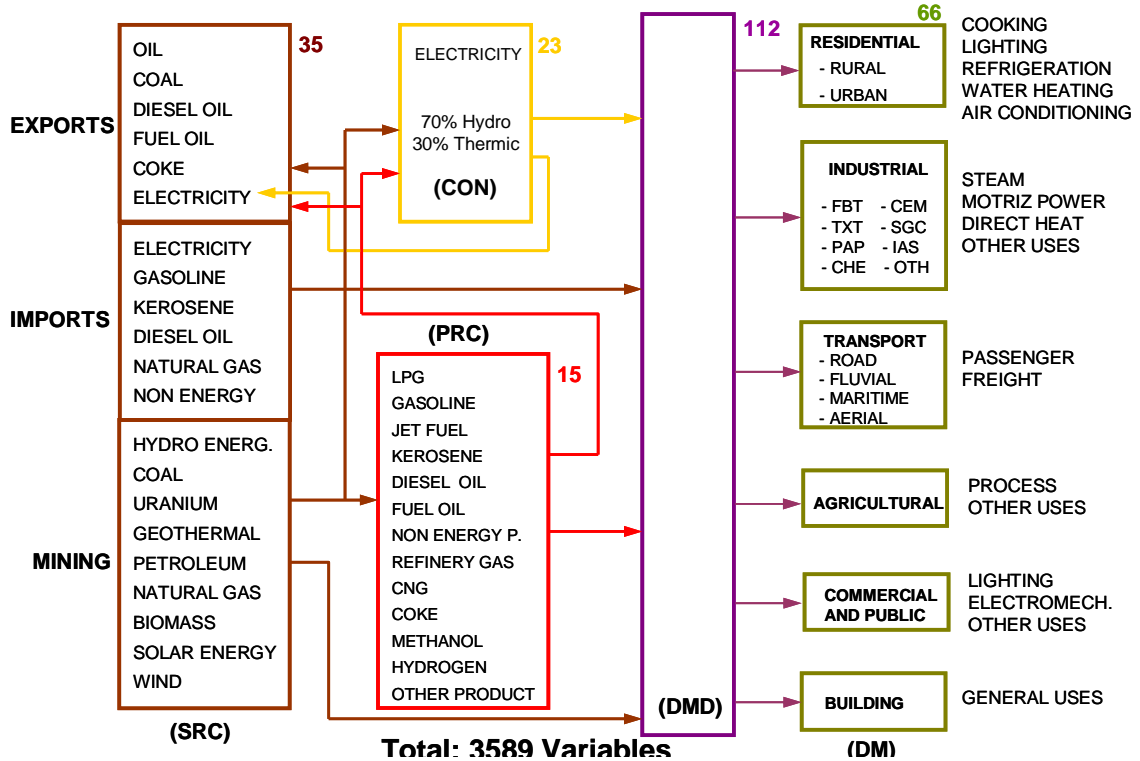 EXPORTS
35
OIL
COAL
DIESEL OIL
FUEL OIL
COKE
ELECTRICITY
IMPORTS
ELECTRICITY
GASOLINE
KEROSENE
DIESEL OIL
NATURAL GAS
NON ENERGY
MINING
HYDRO ENERG.
COAL
URANIUM
GEOTHERMAL
PETROLEUM
NATURAL GAS
BIOMASS
SOLAR ENERGY
WIND
(SRC)
23
ELECTRICITY
70% Hydro
30% Thermic
(CON)
(PRC)
15
LPG
GASOLINE
JET FUEL
KEROSENE
DIESEL OIL
FUEL OIL
NON ENERGY P.
REFINERY GAS
CNG
COKE
METHANOL
HYDROGEN
OTHER PRODUCT
112
(DMD)
66
RESIDENTIAL
- RURAL
- URBAN
COOKING
LIGHTING
REFRIGERATION
WATER HEATING
AIR CONDITIONING
INDUSTRIAL
- FBT - CEM
- TXT - SGC
- PAP - IAS
- CHE - OTH
STEAM
MOTRIZ POWER
DIRECT HEAT
OTHER USES
TRANSPORT
- ROAD
- FLUVIAL
- MARITIME
- AERIAL
PASSENGER
FREIGHT
AGRICULTURAL
PROCESS
OTHER USES
COMMERCIAL
AND PUBLIC
LIGHTING
ELECTROMECH.
OTHER USES
BUILDING
GENERAL USES
(DM)
Total: 3589 Variables